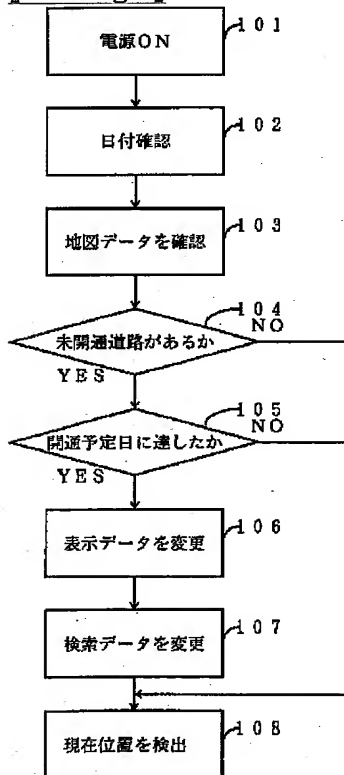 電源ON
101
日付確認
102
地図データを確認
103
104
未開通道路があるか
NO
YES
105
開通予定日に達したか
NO
YES
表示データを変更
106
検索データを変更
107
現在位置を検出
108